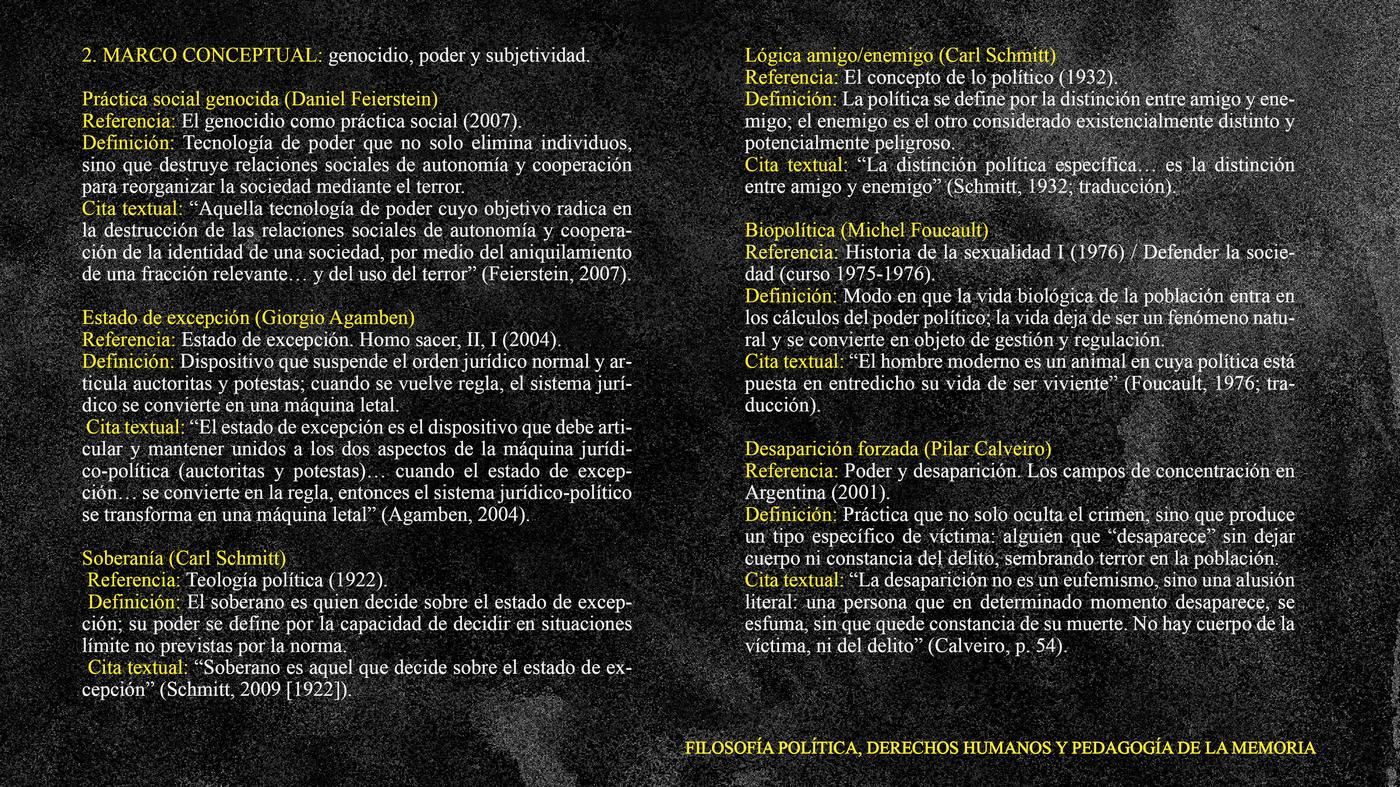 2. MARCO CONCEPTUAL: genocidio, poder y subjetividad.
Práctica social genocida (Daniel Feierstein)
Referencia: El genocidio como práctica social (2007).
Definición: Tecnología de poder que no solo elimina individuos,
sino que destruye relaciones sociales de autonomía y cooperación
para reorganizar la sociedad mediante el terror.
Cita textual: “Aquella tecnología de poder cuyo objetivo radica en
la destrucción de las relaciones sociales de autonomía y coopera-
ción de la identidad de una sociedad, por medio del aniquilamiento
de una fracción relevante… y del uso del terror” (Feierstein, 2007).
Estado de excepción (Giorgio Agamben)
Referencia: Estado de excepción. Homo sacer, II, I (2004).
Definición: Dispositivo que suspende el orden jurídico normal y ar-
ticula auctoritas y potestas; cuando se vuelve regla, el sistema jurí-
dico se convierte en una máquina letal.
Cita textual: “El estado de excepción es el dispositivo que debe arti-
cular y mantener unidos a los dos aspectos de la máquina jurídi-
co-política (auctoritas y potestas)… cuando el estado de excep-
ción… se convierte en la regla, entonces el sistema jurídico-político
se transforma en una máquina letal” (Agamben, 2004).
Soberanía (Carl Schmitt)
Referencia: Teología política (1922).
Definición: El soberano es quien decide sobre el estado de excep-
ción; su poder se define por la capacidad de decidir en situaciones
límite no previstas por la norma.
Cita textual: “Soberano es aquel que decide sobre el estado de ex-
cepción” (Schmitt, 2009 [1922]).
Lógica amigo/enemigo (Carl Schmitt)
Referencia: El concepto de lo político (1932).
Definición: La política se define por la distinción entre amigo y ene-
migo; el enemigo es el otro considerado existencialmente distinto y
potencialmente peligroso.
Cita textual: “La distinción política específica… es la distinción
entre amigo y enemigo” (Schmitt, 1932; traducción).
Biopolítica (Michel Foucault)
Referencia: Historia de la sexualidad I (1976) / Defender la socie-
dad (curso 1975-1976).
Definición: Modo en que la vida biológica de la población entra en
los cálculos del poder político; la vida deja de ser un fenómeno natu-
ral y se convierte en objeto de gestión y regulación.
Cita textual: “El hombre moderno es un animal en cuya política está
puesta en entredicho su vida de ser viviente” (Foucault, 1976; tra-
ducción).
Desaparición forzada (Pilar Calveiro)
Referencia: Poder y desaparición. Los campos de concentración en
Argentina (2001).
Definición: Práctica que no solo oculta el crimen, sino que produce
un tipo específico de víctima: alguien que “desaparece” sin dejar
cuerpo ni constancia del delito, sembrando terror en la población.
Cita textual: “La desaparición no es un eufemismo, sino una alusión
literal: una persona que en determinado momento desaparece, se
esfuma, sin que quede constancia de su muerte. No hay cuerpo de la
víctima, ni del delito” (Calveiro, p. 54).
FILOSOFÍA POLÍTICA, DERECHOS HUMANOS Y PEDAGOGÍA DE LA MEMORIA